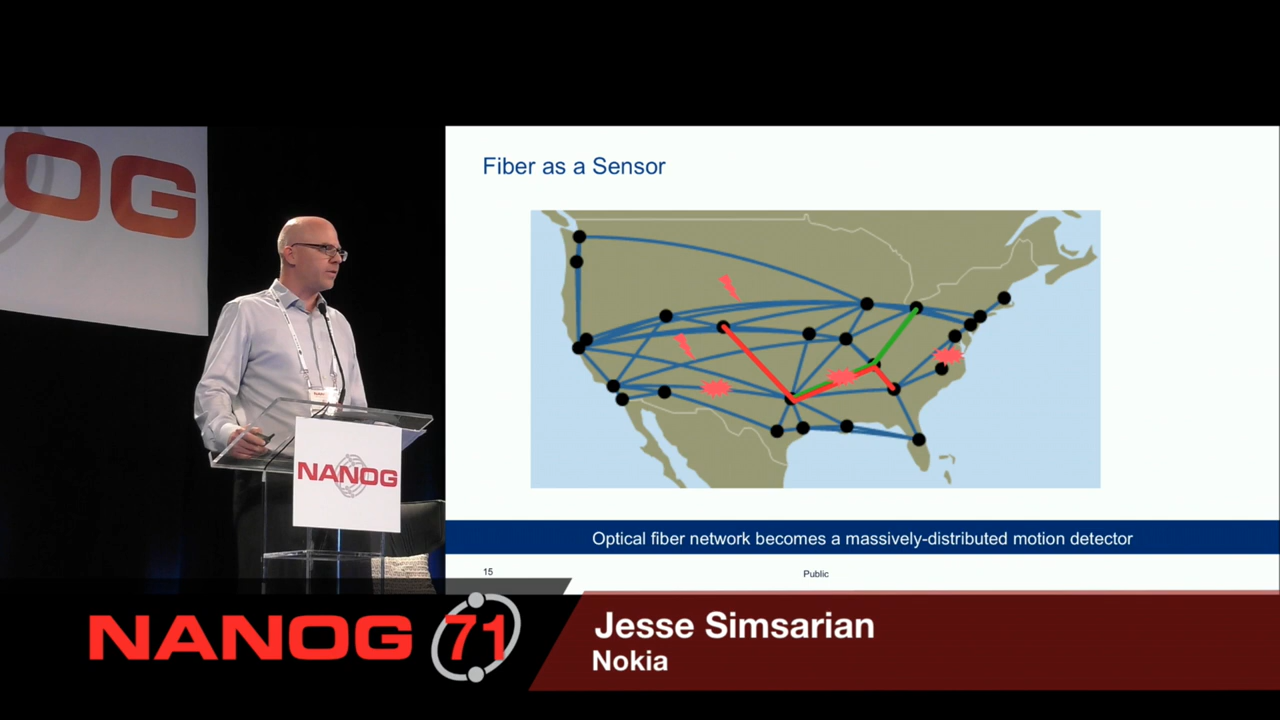 OG
NANOG
Fiber as a Sensor
Optical fiber network becomes a massively-distributed motion detector
15
Public
NANOG 71
Jesse Simsarian
Nokia